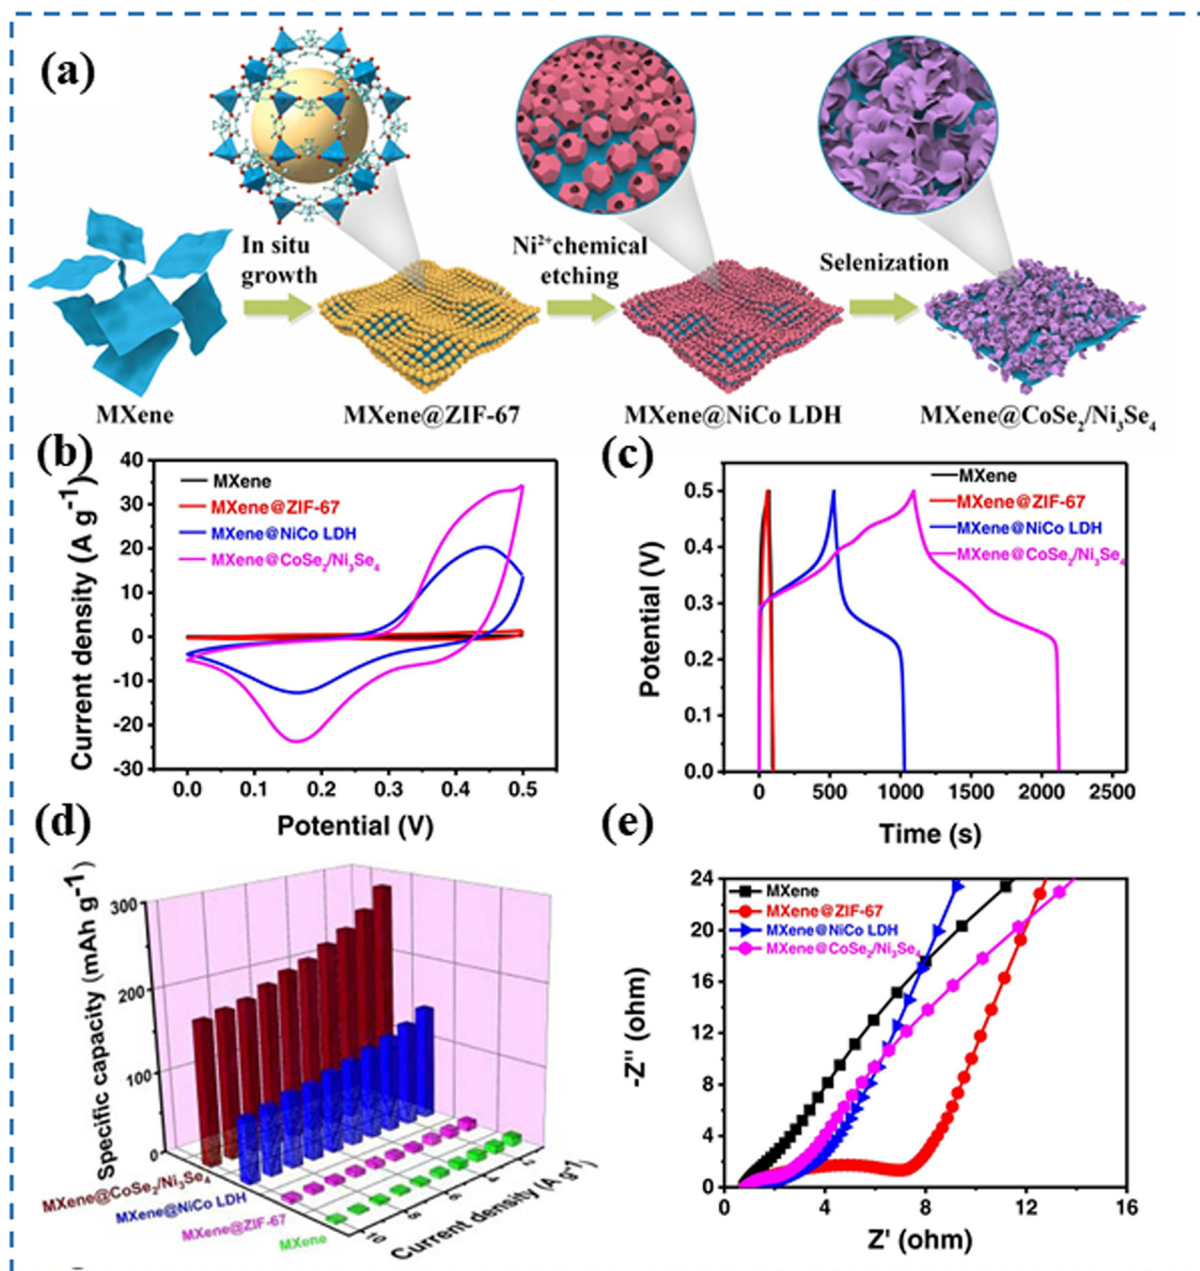 (a)
In situ
growth
Ni²⁺chemical
etching
Selenization
MXene
MXene@ZIF-67
MXene@NiCo LDH
MXene@CoSe₂/Ni₃Se₄
(b)
40
30
20
10
0
-10
-20
-30
Current density (A g⁻¹)
MXene
MXene@ZIF-67
MXene@NiCo LDH
MXene@CoSe₂/Ni₃Se₄
0.0 0.1 0.2 0.3 0.4 0.5
Potential (V)
(c)
0.5
0.4
0.3
0.2
0.1
0.0
Potential (V)
MXene
MXene@ZIF-67
MXene@NiCo LDH
MXene@CoSe₂/Ni₃Se₄
0 500 1000 1500 2000 2500
Time (s)
(d)
300
200
100
0
Specific capacity (mAh g⁻¹)
MXene@CoSe₂/Ni₃Se₄
MXene@NiCo LDH
MXene@ZIF-67
MXene
10 8 6 4 2
Current density (A g⁻¹)
(e)
24
20
16
12
8
4
0
-Z'' (ohm)
MXene
MXene@ZIF-67
MXene@NiCo LDH
MXene@CoSe₂/Ni₃Se₄
0 4 8 12 16
Z' (ohm)